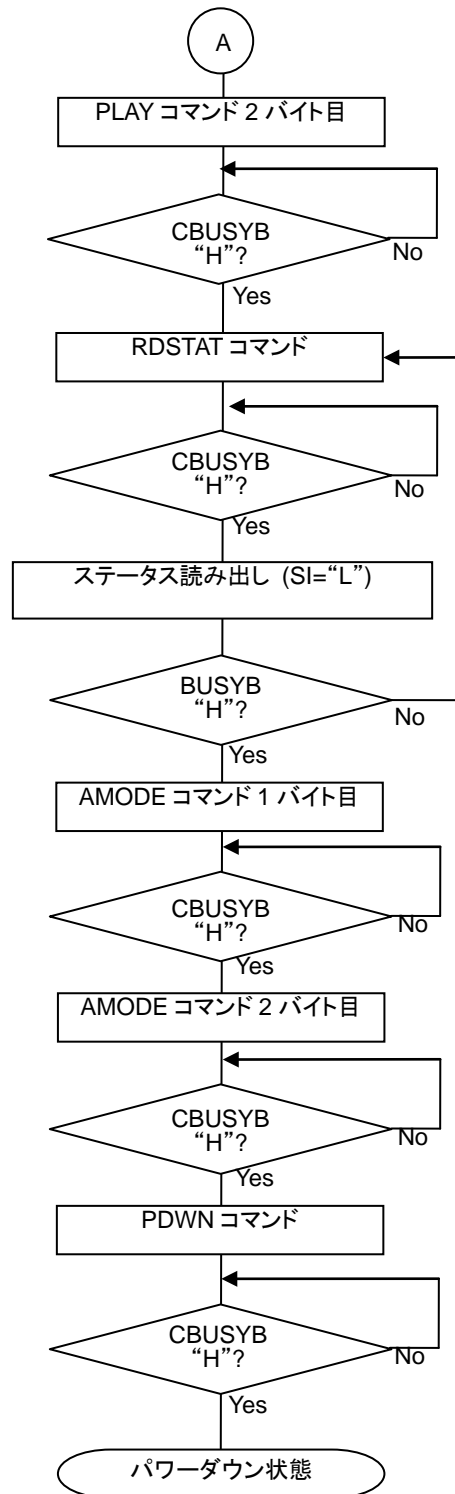 A
PLAY コマンド 2 バイト目
CBUSYB
“H”?
No
Yes
RDSTAT コマンド
CBUSYB
“H”?
No
Yes
ステータス読み出し (SI=“L”)
BUSYB
“H”?
No
Yes
AMODE コマンド 1 バイト目
CBUSYB
“H”?
No
Yes
AMODE コマンド 2 バイト目
CBUSYB
“H”?
No
Yes
PDWN コマンド
CBUSYB
“H”?
No
Yes
パワーダウン状態